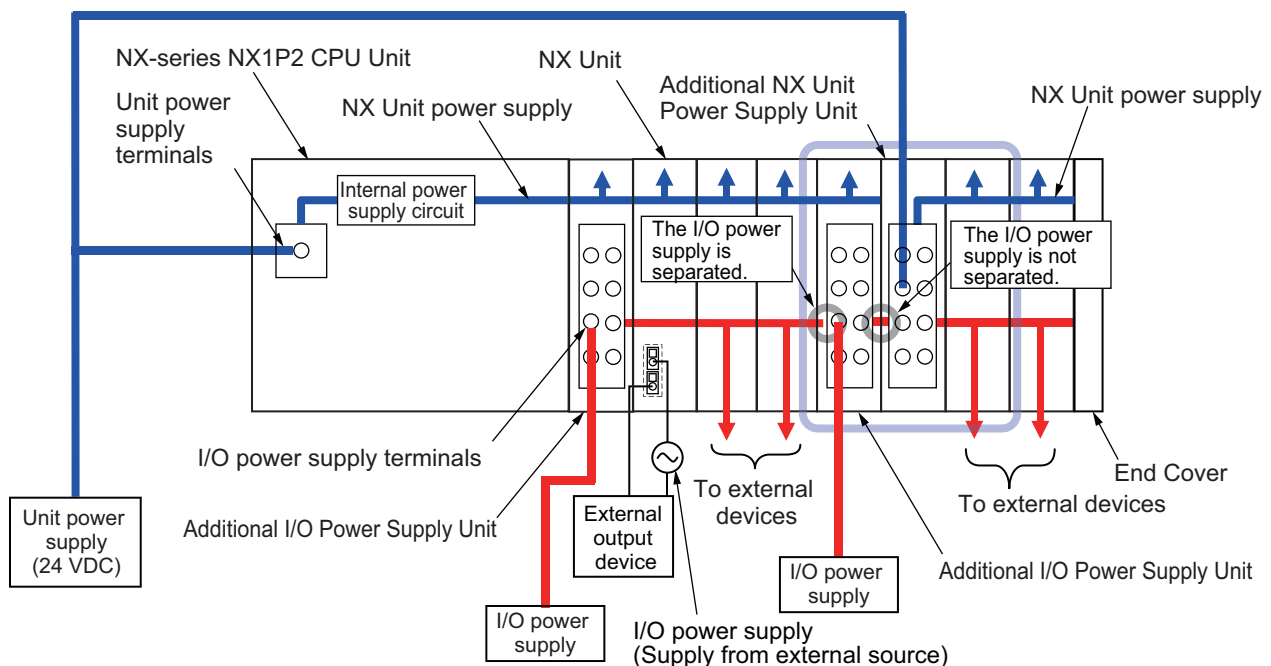 NX-series NX1P2 CPU Unit
NX Unit
Additional NX Unit
Power Supply Unit
Unit power
supply
terminals
NX Unit power supply
NX Unit power supply
Internal power
supply circuit
The I/O power
supply is
separated.
The I/O power
supply is not
separated.
I/O power supply terminals
To external
devices
End Cover
To external devices
Unit power
supply
(24 VDC)
Additional I/O Power Supply Unit
External
output
device
I/O power
supply
Additional I/O Power Supply Unit
I/O power
supply
I/O power supply
(Supply from external source)